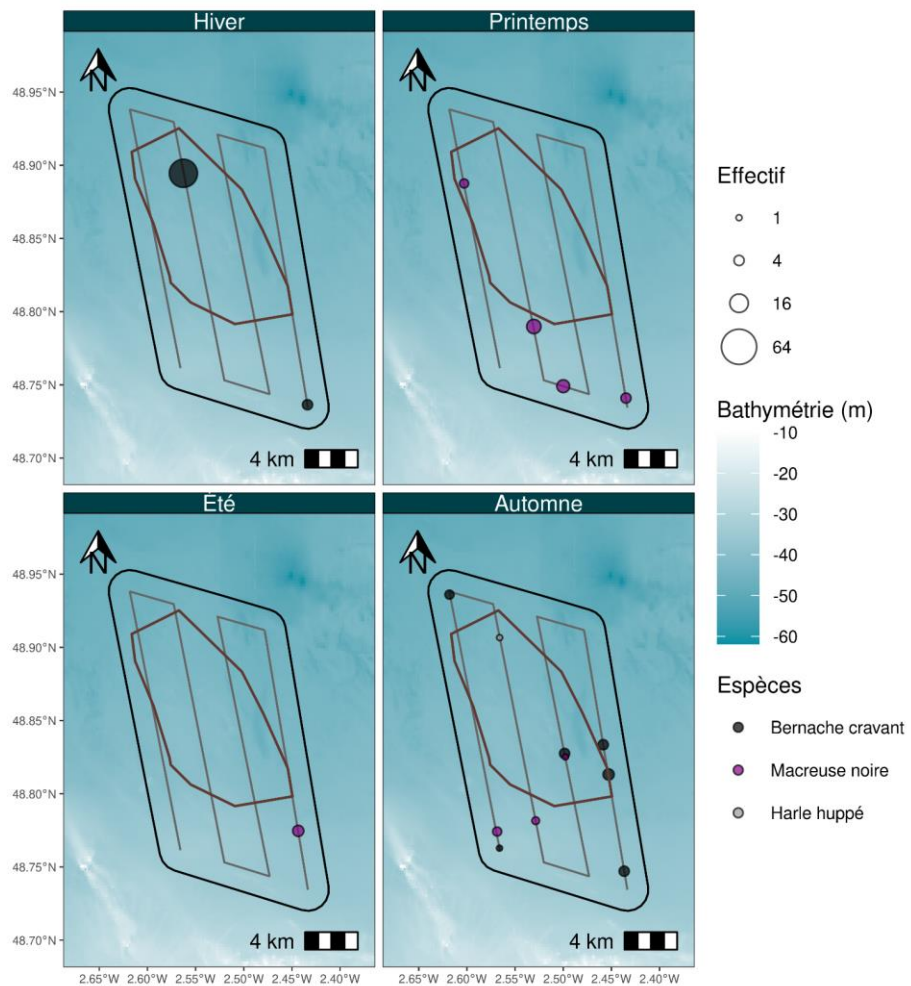 Hiver
Printemps
N
N
48.95°N
48.90°N
48.85°N
48.80°N
48.75°N
48.70°N
4 km
4 km
Été
Automne
N
N
48.95°N
48.90°N
48.85°N
48.80°N
48.75°N
48.70°N
4 km
4 km
2.65°W 2.60°W 2.55°W 2.50°W 2.45°W 2.40°W
2.65°W 2.60°W 2.55°W 2.50°W 2.45°W 2.40°W
Effectif
1
4
16
64
Bathymétrie (m)
-10
-20
-30
-40
-50
-60
Espèces
Bernache cravant
Macreuse noire
Harle huppé